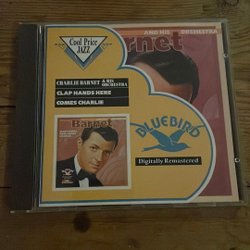 AND HIS ORCHESTRA
Barnet
Cool Price
JAZZ
CHARLIE BARNET & HIS ORCHESTRA
CLAP HANDS HERE
COMES CHARLIE
Barnet
BLUEBIRD
Digitally Remastered